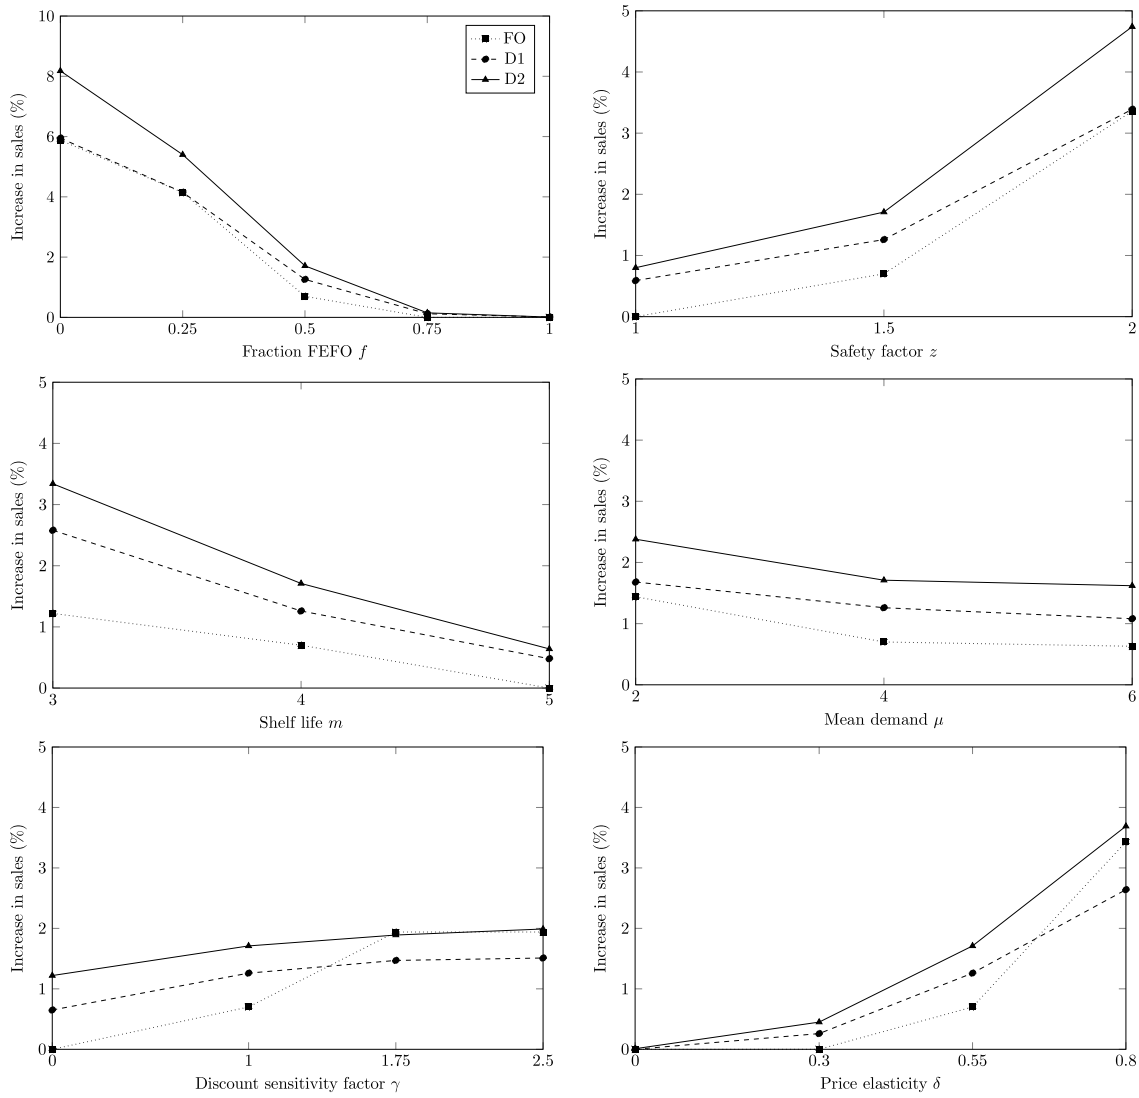 10
8
6
4
2
0
0 0.25 0.5 0.75 1
Increase in sales (%)
Fraction FEFO f
FO
D1
D2
5
4
3
2
1
0
1 1.5 2
Increase in sales (%)
Safety factor z
5
4
3
2
1
0
3 4 5
Increase in sales (%)
Shelf life m
5
4
3
2
1
0
2 4 6
Increase in sales (%)
Mean demand μ
5
4
3
2
1
0
0 1 1.75 2.5
Increase in sales (%)
Discount sensitivity factor γ
5
4
3
2
1
0
0 0.3 0.55 0.8
Increase in sales (%)
Price elasticity δ